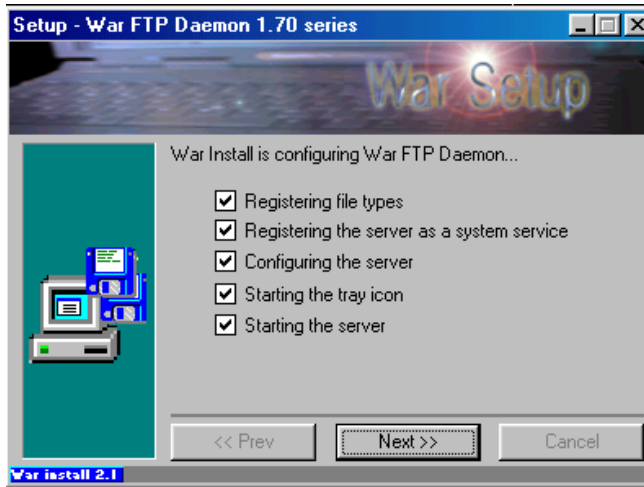 Setup - War FTP Daemon 1.70 series
War Setup
War Install is configuring War FTP Daemon...
Registering file types
Registering the server as a system service
Configuring the server
Starting the tray icon
Starting the server
<< Prev
Next >>
Cancel
War install 2.1